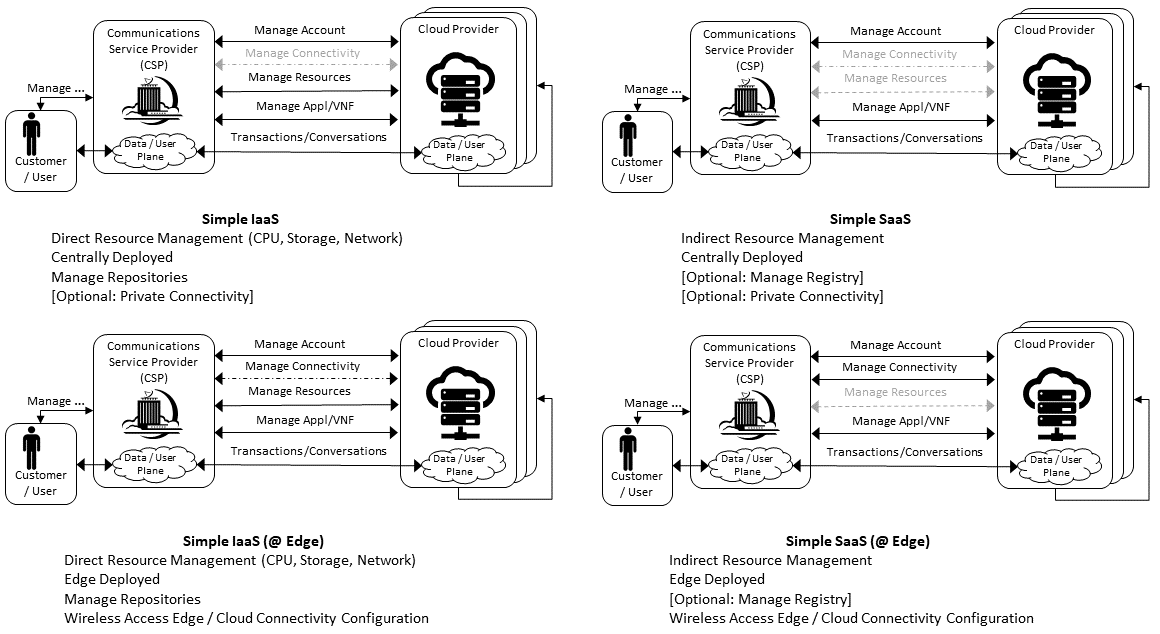 Communications
Service Provider
(CSP)
Manage Account
Manage Connectivity
Manage Resources
Manage Appl/VNF
Transactions/Conversations
Cloud Provider
Manage ...
Customer
/ User
Data / User
Plane
Data / User
Plane
Simple IaaS
Direct Resource Management (CPU, Storage, Network)
Centrally Deployed
Manage Repositories
[Optional: Private Connectivity]
Communications
Service Provider
(CSP)
Manage Account
Manage Connectivity
Manage Resources
Manage Appl/VNF
Transactions/Conversations
Cloud Provider
Manage ...
Customer
/ User
Data / User
Plane
Data / User
Plane
Simple SaaS
Indirect Resource Management
Centrally Deployed
[Optional: Manage Registry]
[Optional: Private Connectivity]
Communications
Service Provider
(CSP)
Manage Account
Manage Connectivity
Manage Resources
Manage Appl/VNF
Transactions/Conversations
Cloud Provider
Manage ...
Customer
/ User
Data / User
Plane
Data / User
Plane
Simple IaaS (@ Edge)
Direct Resource Management (CPU, Storage, Network)
Edge Deployed
Manage Repositories
Wireless Access Edge / Cloud Connectivity Configuration
Communications
Service Provider
(CSP)
Manage Account
Manage Connectivity
Manage Resources
Manage Appl/VNF
Transactions/Conversations
Cloud Provider
Manage ...
Customer
/ User
Data / User
Plane
Data / User
Plane
Simple SaaS (@ Edge)
Indirect Resource Management
Edge Deployed
[Optional: Manage Registry]
Wireless Access Edge / Cloud Connectivity Configuration